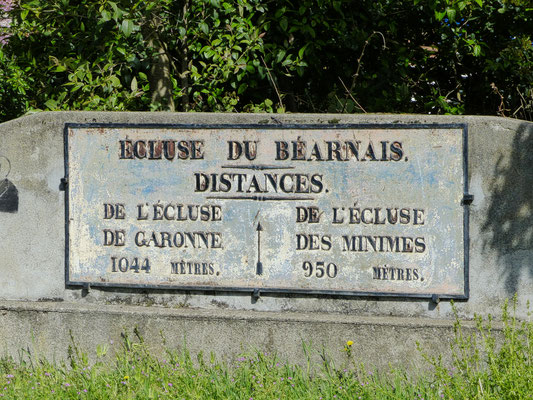 ÉCLUSE DU BÉARNAIS.
DISTANCES.
DE L'ÉCLUSE
DE GARONNE
1044 MÈTRES.
DE L'ÉCLUSE
DES MINIMES
950 MÈTRES.